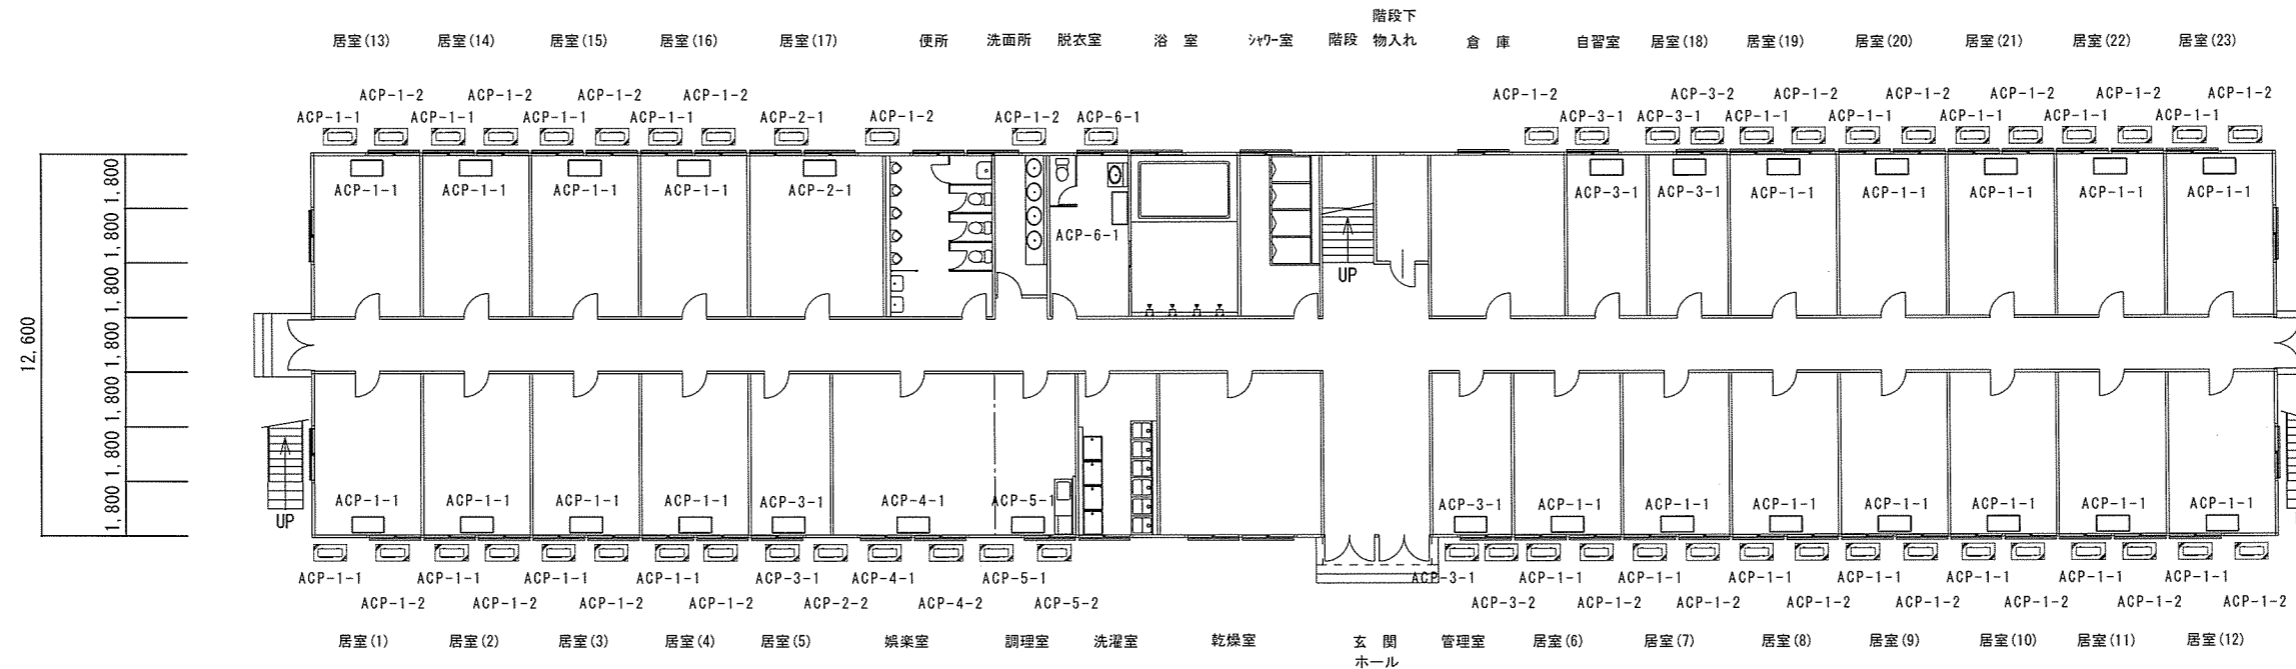 階段下
居室(13) 居室(14) 居室(15) 居室(16) 居室(17) 便所 洗面所 脱衣室 浴 室 シャワー室 階段 物入れ 倉 庫 自習室 居室(18) 居室(19) 居室(20) 居室(21) 居室(22) 居室(23)
ACP-1-2 ACP-1-2 ACP-1-2 ACP-1-2 ACP-1-2 ACP-3-2 ACP-1-2 ACP-1-2 ACP-1-2 ACP-1-2 ACP-1-2
ACP-1-1 ACP-1-1 ACP-1-1 ACP-1-1 ACP-2-1 ACP-1-2 ACP-1-2 ACP-6-1 ACP-3-1 ACP-3-1 ACP-1-1 ACP-1-1 ACP-1-1 ACP-1-1 ACP-1-1
ACP-1-1 ACP-1-1 ACP-1-1 ACP-1-1 ACP-2-1 ACP-3-1 ACP-3-1 ACP-1-1 ACP-1-1 ACP-1-1 ACP-1-1 ACP-1-1
ACP-6-1
UP
12,600
1,800
1,800
1,800
1,800
1,800
1,800
1,800
ACP-1-1 ACP-1-1 ACP-1-1 ACP-1-1 ACP-3-1 ACP-4-1 ACP-5-1 ACP-3-1 ACP-1-1 ACP-1-1 ACP-1-1 ACP-1-1 ACP-1-1 ACP-1-1 ACP-1-1
UP
ACP-1-1 ACP-1-1 ACP-1-1 ACP-1-1 ACP-3-1 ACP-4-1 ACP-5-1 ACP-3-1 ACP-1-1 ACP-1-1 ACP-1-1 ACP-1-1 ACP-1-1 ACP-1-1 ACP-1-1
ACP-1-2 ACP-1-2 ACP-1-2 ACP-1-2 ACP-2-2 ACP-4-2 ACP-5-2 ACP-3-2 ACP-1-2 ACP-1-2 ACP-1-2 ACP-1-2 ACP-1-2 ACP-1-2 ACP-1-2
居室(1) 居室(2) 居室(3) 居室(4) 居室(5) 娯楽室 調理室 洗濯室 乾燥室 玄 関 管理室 居室(6) 居室(7) 居室(8) 居室(9) 居室(10) 居室(11) 居室(12)
ホール